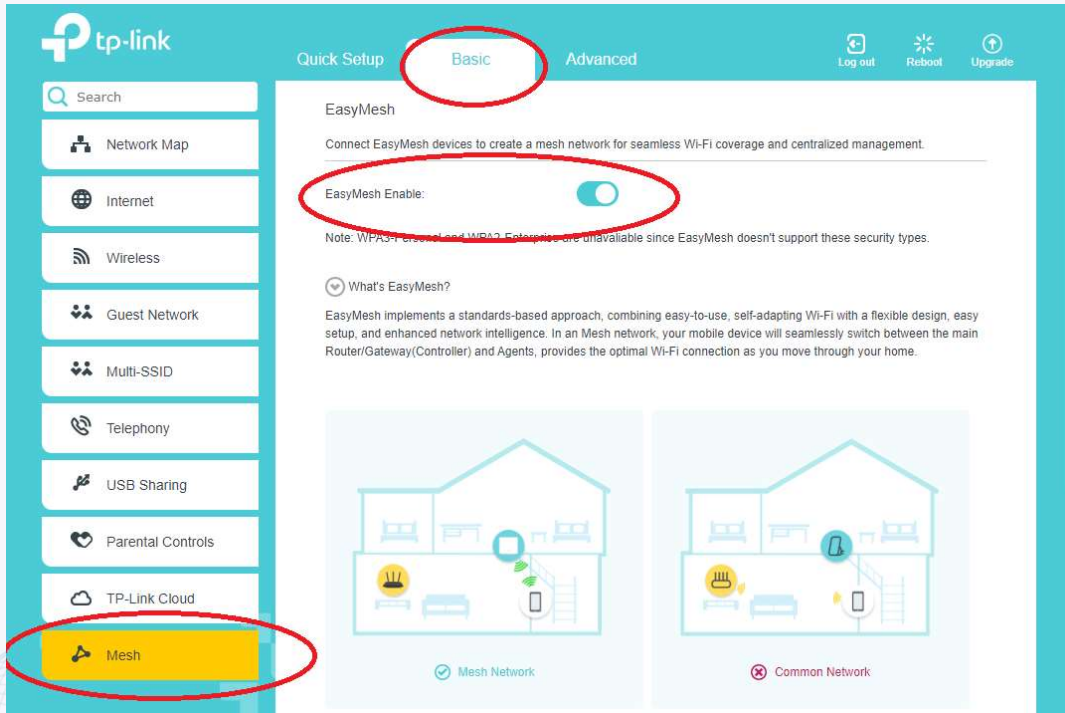 tp-link
Quick Setup
Basic
Advanced
Log out
Reboot
Upgrade
Search
Network Map
Internet
Wireless
Guest Network
Multi-SSID
Telephony
USB Sharing
Parental Controls
TP-Link Cloud
Mesh
EasyMesh
Connect EasyMesh devices to create a mesh network for seamless Wi-Fi coverage and centralized management.
EasyMesh Enable:
Note: WPA3-Personal and WPA2-Enterprise are unavaliable since EasyMesh doesn't support these security types.
What's EasyMesh?
EasyMesh implements a standards-based approach, combining easy-to-use, self-adapting Wi-Fi with a flexible design, easy
setup, and enhanced network intelligence. In an Mesh network, your mobile device will seamlessly switch between the main
Router/Gateway(Controller) and Agents, provides the optimal Wi-Fi connection as you move through your home.
Mesh Network
Common Network